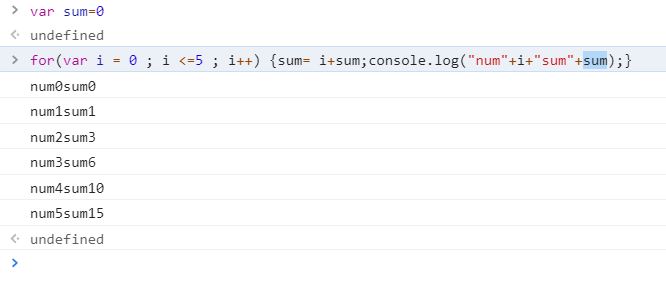 var sum=0
undefined
for(var i = 0 ; i <=5 ; i++) {sum= i+sum;console.log("num"+i+"sum"+sum);}
num0sum0
num1sum1
num2sum3
num3sum6
num4sum10
num5sum15
undefined